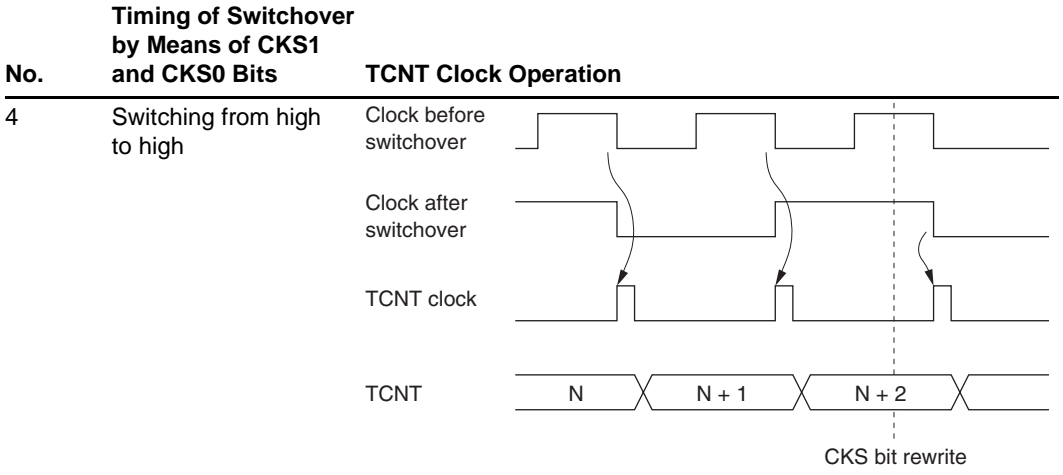 Timing of Switchover
by Means of CKS1
No. and CKS0 Bits TCNT Clock Operation
4 Switching from high
to high
Clock before
switchover
Clock after
switchover
TCNT clock
TCNT N N + 1 N + 2
CKS bit rewrite